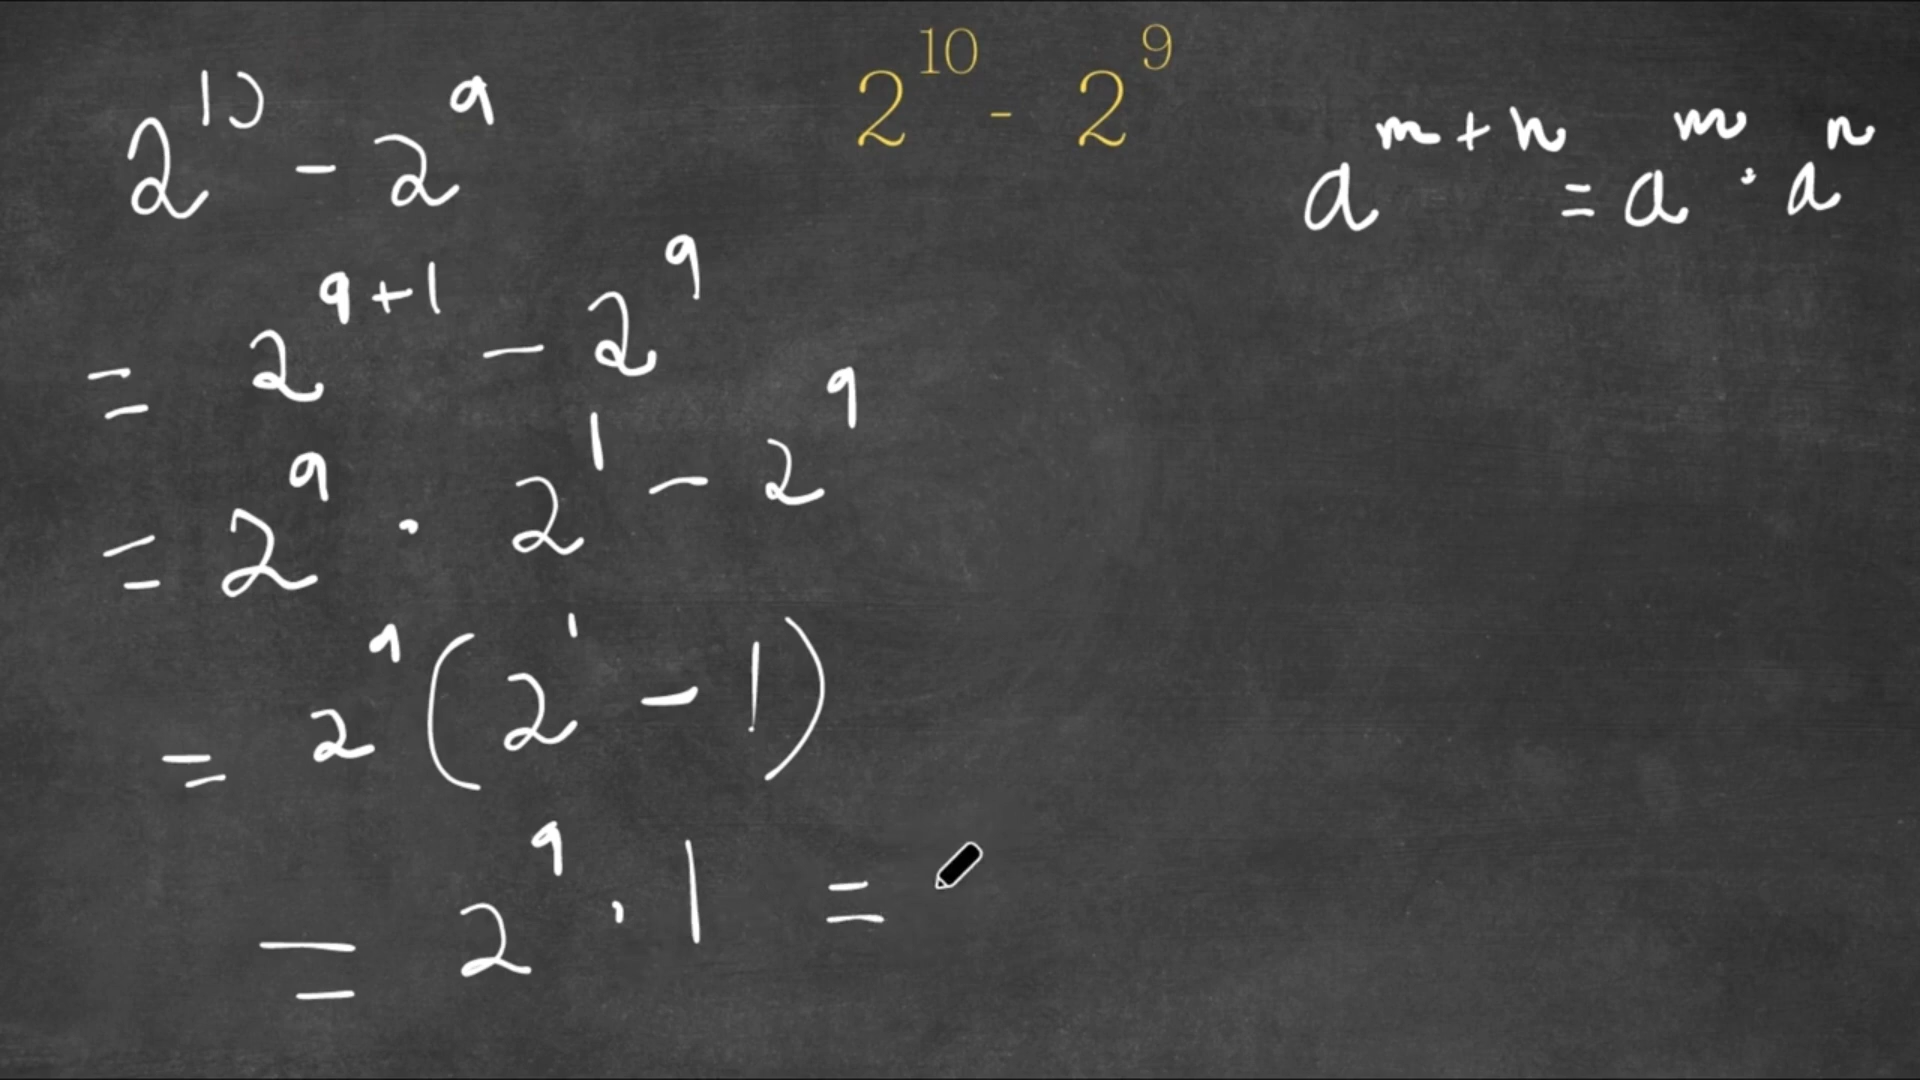 2^10 - 2^9
a^m+n = a^m · a^n
2^10 - 2^9
= 2^9+1 - 2^9
= 2^9 · 2^1 - 2^9
= 2^9 (2^1 - 1)
= 2^9 · 1 =